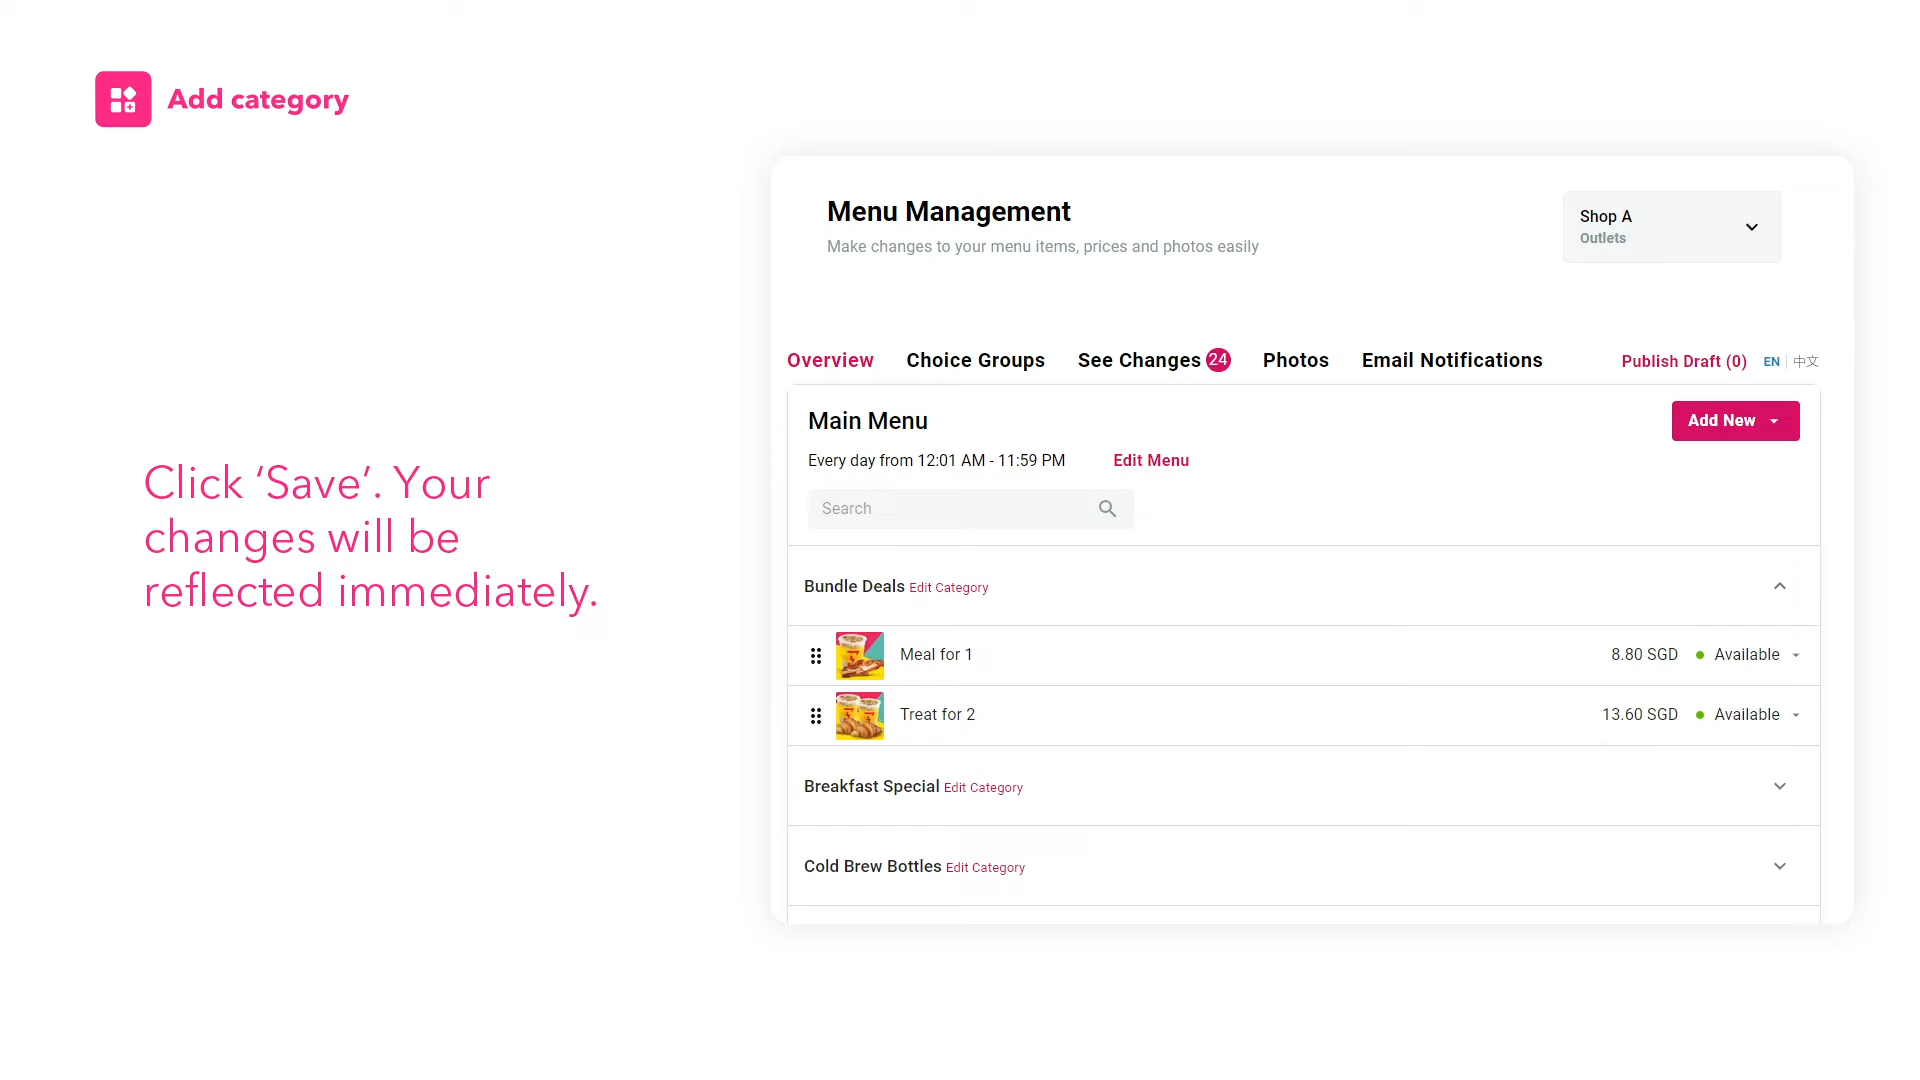 Add category
Click ‘Save’. Your
changes will be
reflected immediately.
Menu Management
Make changes to your menu items, prices and photos easily
Shop A
Outlets
Overview Choice Groups See Changes 24 Photos Email Notifications Publish Draft (0) EN | 中文
Main Menu Add New
Every day from 12:01 AM - 11:59 PM Edit Menu
Search
Bundle Deals Edit Category
Meal for 1 8.80 SGD Available
Treat for 2 13.60 SGD Available
Breakfast Special Edit Category
Cold Brew Bottles Edit Category